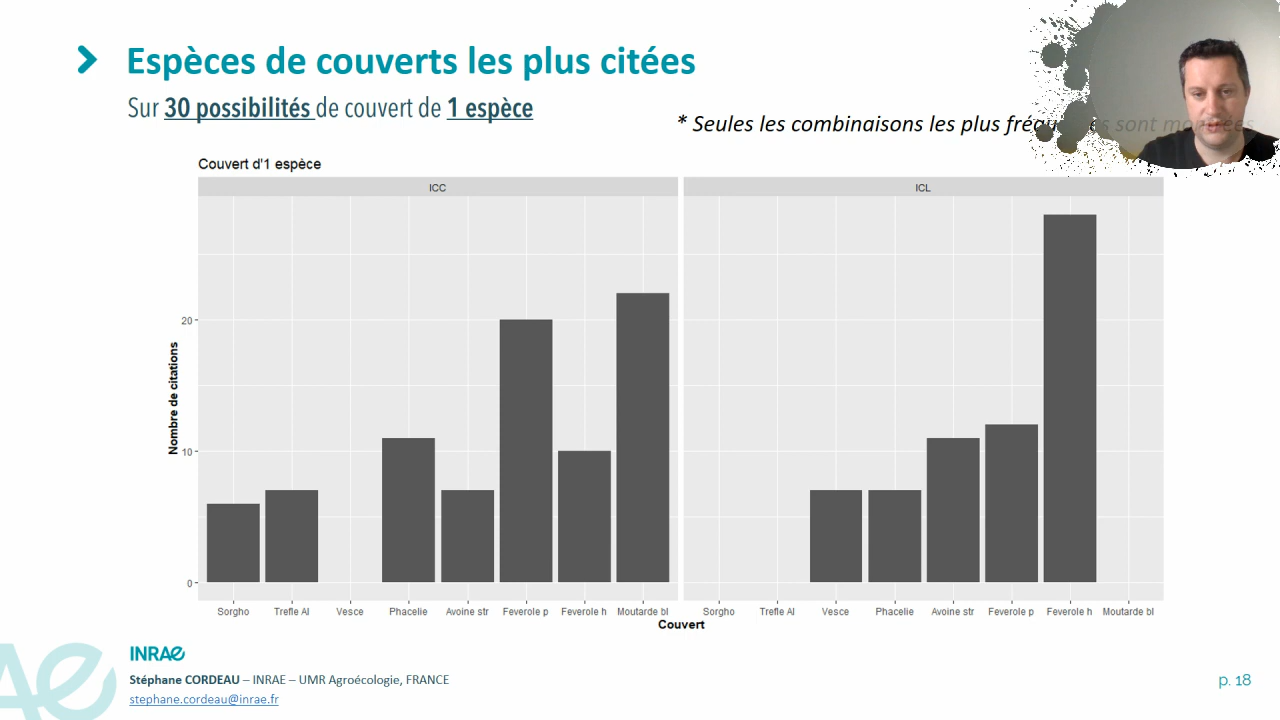 Espèces de couverts les plus citées
Sur 30 possibilités de couvert de 1 espèce
* Seules les combinaisons les plus sont
Couvert d'1 espèce
ICC
ICL
Nombre de citations
20
10
0
Sorgho Trefle Al Vesce Phacelie Avoine str Feverole p Feverole h Moutarde bl
Sorgho Trefle Al Vesce Phacelie Avoine str Feverole p Feverole h Moutarde bl
Couvert
INRAE
Stéphane CORDEAU – INRAE – UMR Agroécologie, FRANCE
stephane.cordeau@inrae.fr
p. 18